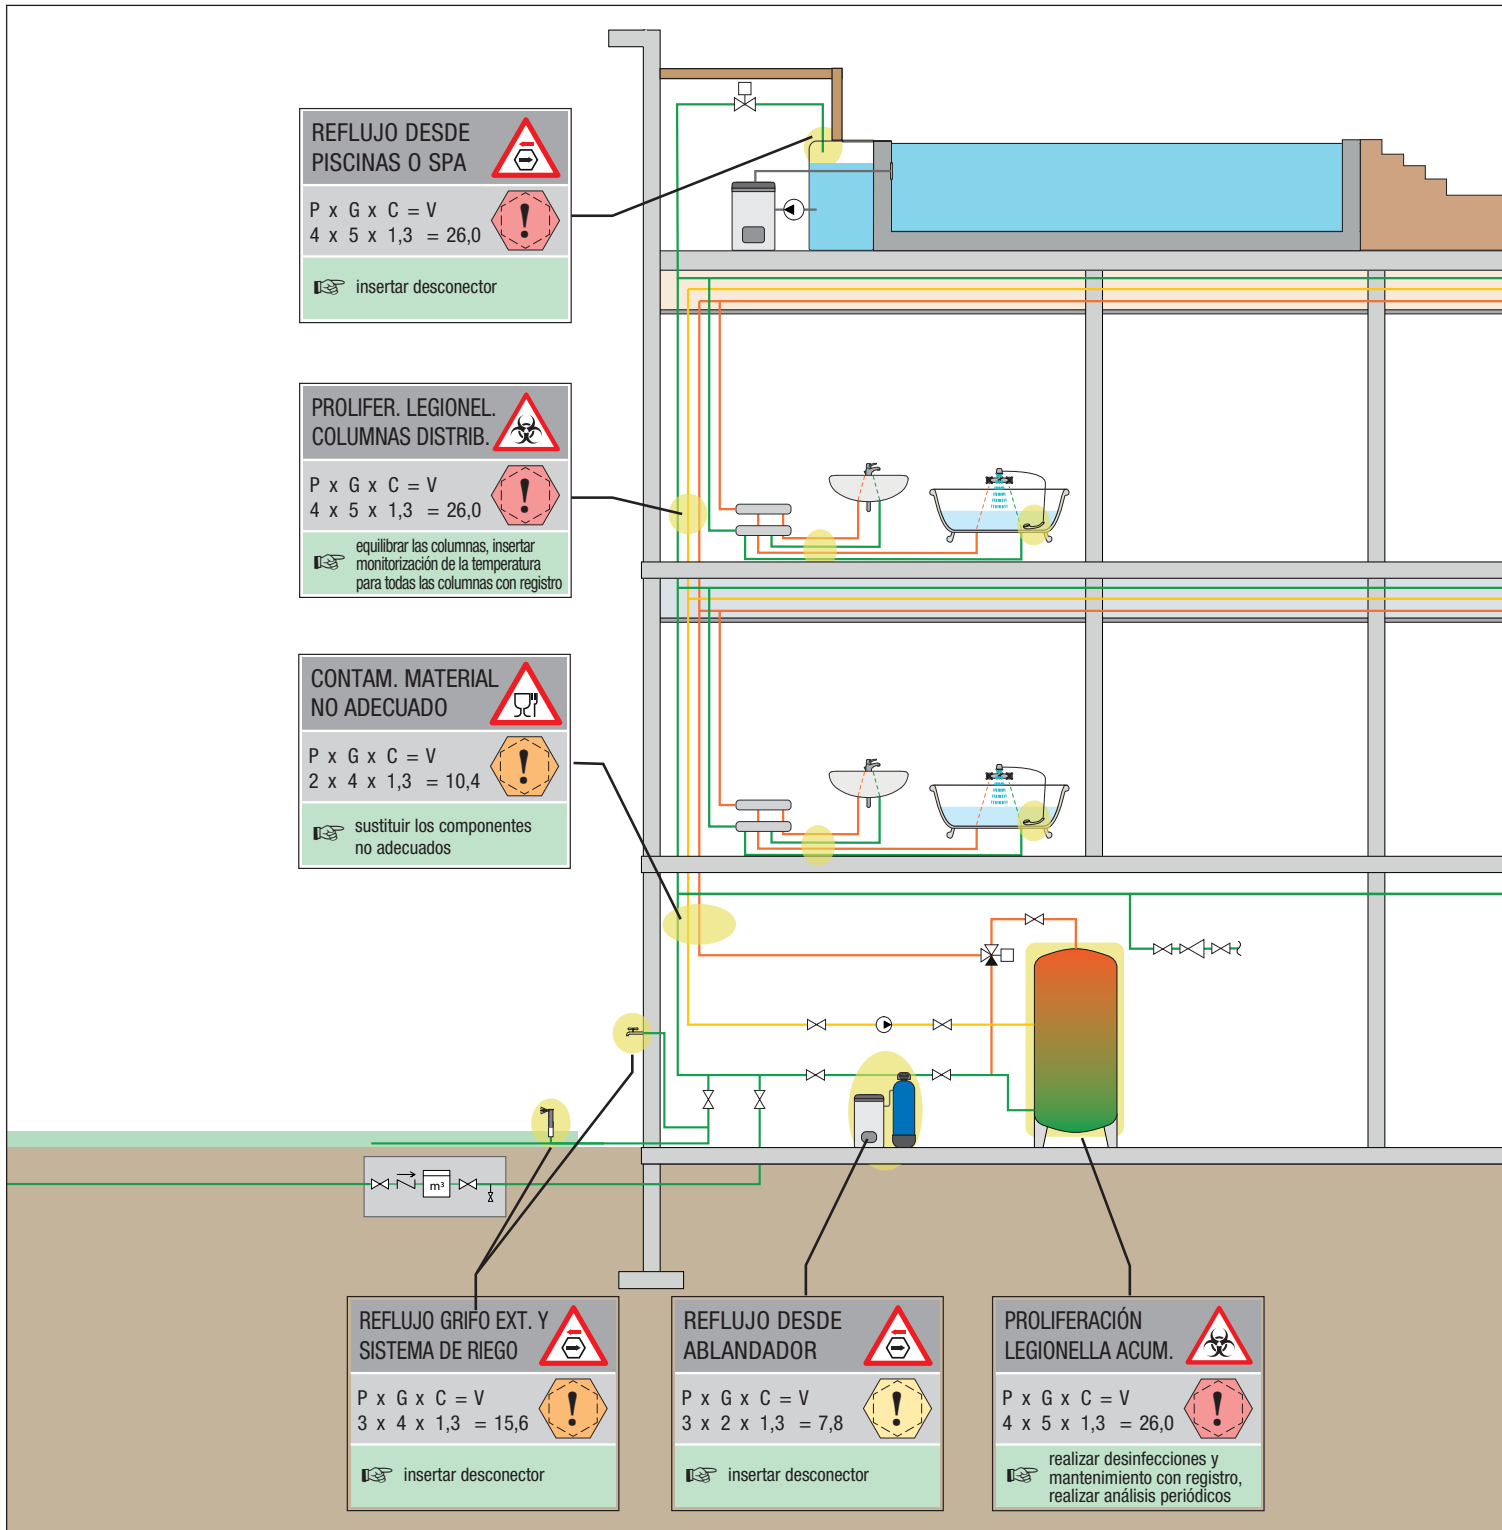 REFLUJO DESDE
PISCINAS O SPA
P x G x C = V
4 x 5 x 1,3 = 26,0
insertar desconector
PROLIFER. LEGIONEL.
COLUMNAS DISTRIB.
P x G x C = V
4 x 5 x 1,3 = 26,0
equilibrar las columnas, insertar
monitorización de la temperatura
para todas las columnas con registro
CONTAM. MATERIAL
NO ADECUADO
P x G x C = V
2 x 4 x 1,3 = 10,4
sustituir los componentes
no adecuados
m³
REFLUJO GRIFO EXT. Y
SISTEMA DE RIEGO
P x G x C = V
3 x 4 x 1,3 = 15,6
insertar desconector
REFLUJO DESDE
ABLANDADOR
P x G x C = V
3 x 2 x 1,3 = 7,8
insertar desconector
PROLIFERACIÓN
LEGIONELLA ACUM.
P x G x C = V
4 x 5 x 1,3 = 26,0
realizar desinfecciones y
mantenimiento con registro,
realizar análisis periódicos